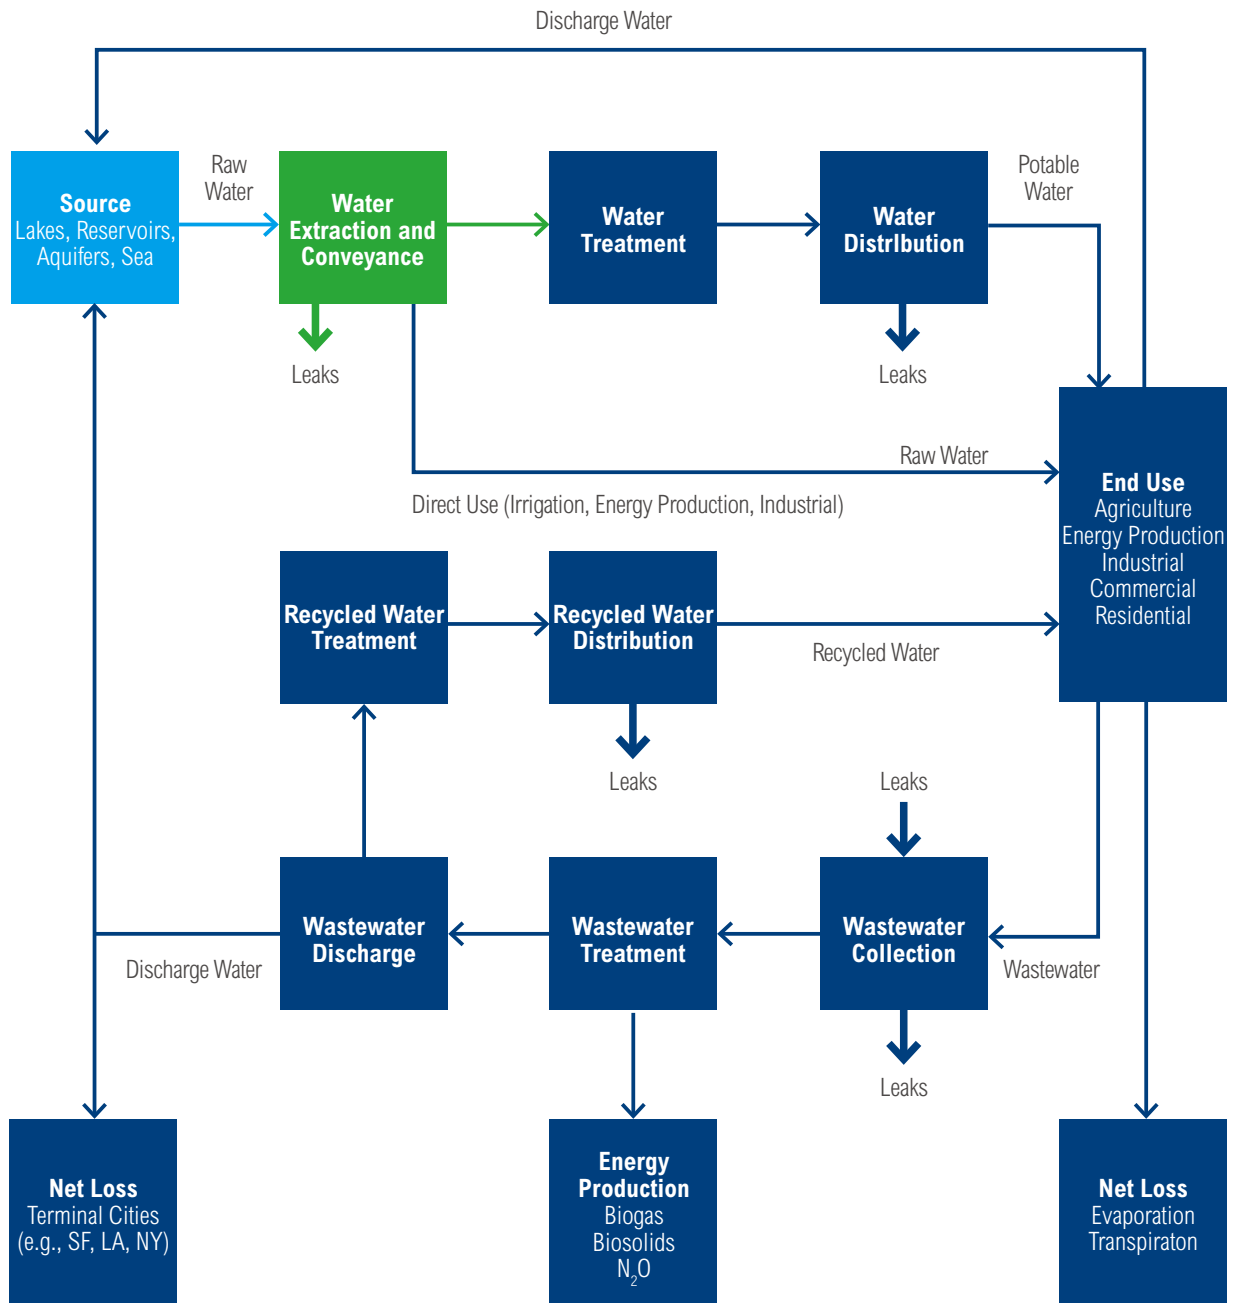 Discharge Water
Source
Lakes, Reservoirs,
Aquifers, Sea
Raw
Water
Water
Extraction and
Conveyance
Water
Treatment
Water
DistrIbution
Potable
Water
Leaks
Leaks
Raw Water
Direct Use (Irrigation, Energy Production, Industrial)
End Use
Agriculture
Energy Production
Industrial
Commercial
Residential
Recycled Water
Treatment
Recycled Water
Distribution
Recycled Water
Leaks
Leaks
Wastewater
Discharge
Wastewater
Treatment
Wastewater
Collection
Discharge Water
Wastewater
Leaks
Net Loss
Terminal Cities
(e.g., SF, LA, NY)
Energy
Production
Biogas
Biosolids
N₂O
Net Loss
Evaporation
Transpiraton